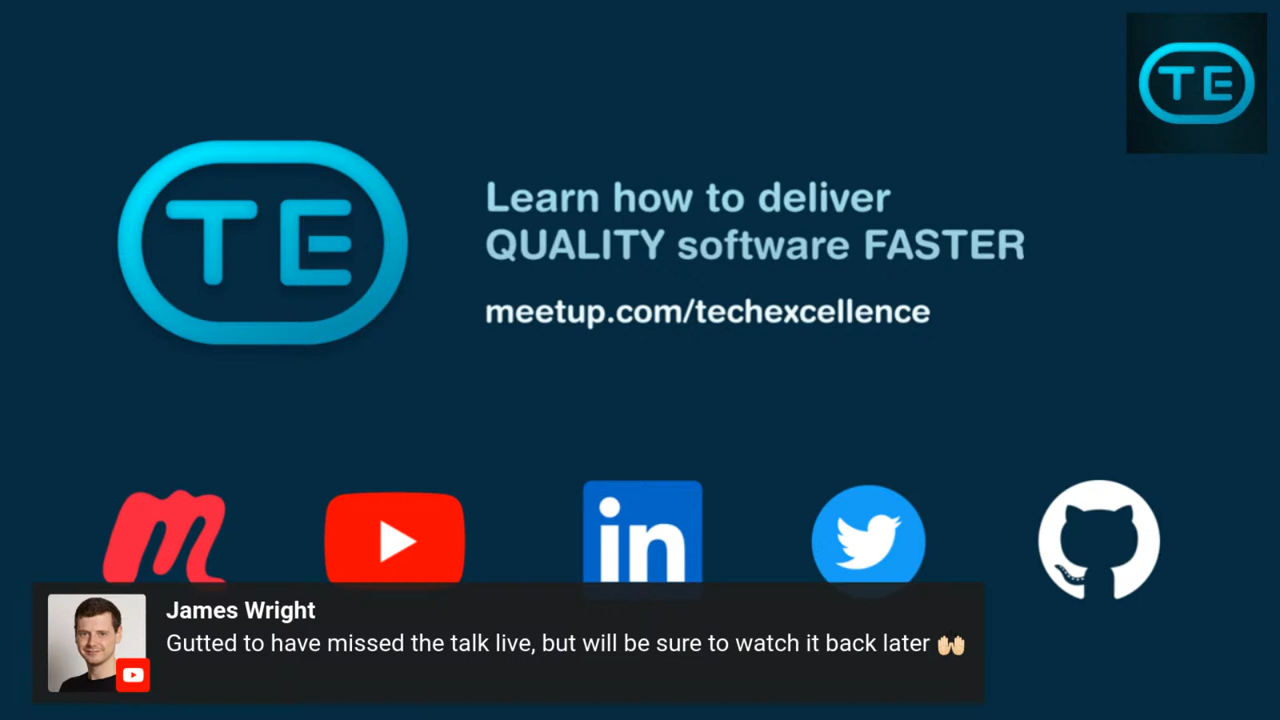 TE
TE
Learn how to deliver
QUALITY software FASTER
meetup.com/techexcellence
m
in
James Wright
Gutted to have missed the talk live, but will be sure to watch it back later 🙌🏼